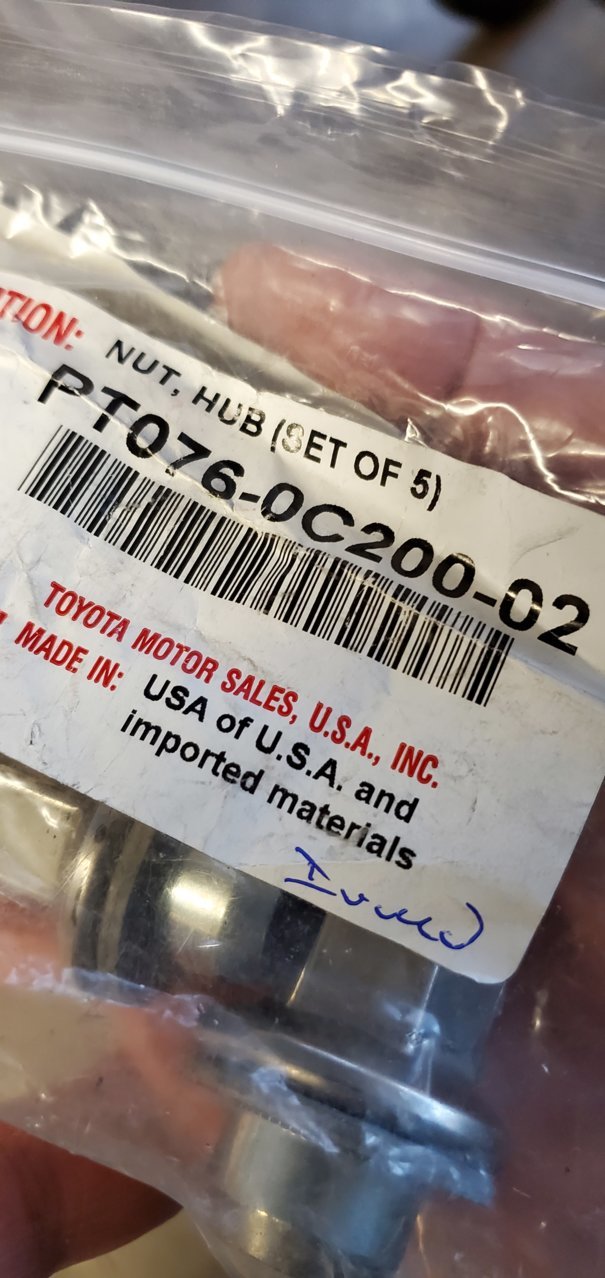 TION:
NUT, HUB (SET OF 5)
PT076-0C200-02
TOYOTA MOTOR SALES, U.S.A., INC.
MADE IN:
USA of U.S.A. and
imported materials